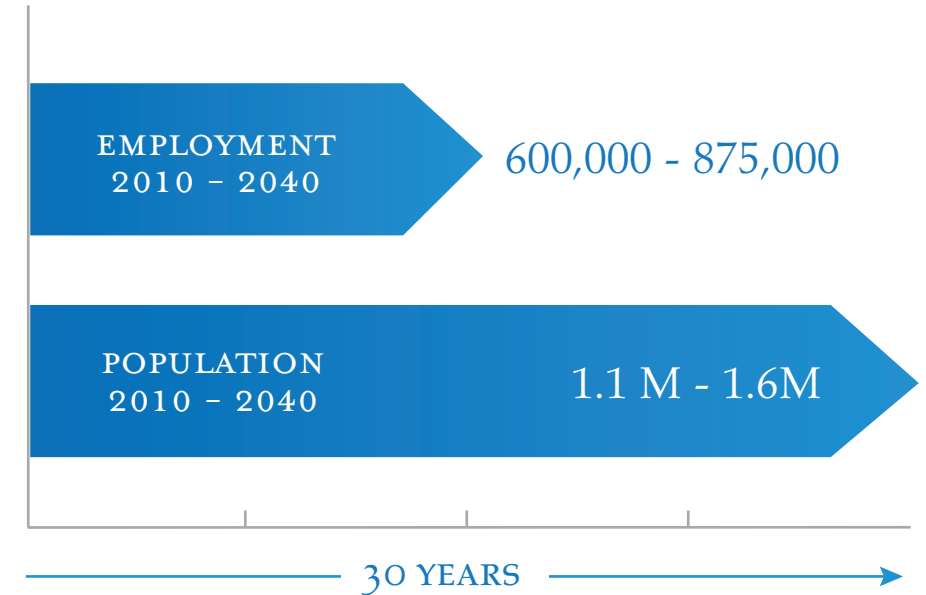 EMPLOYMENT
2010 – 2040
600,000 - 875,000
POPULATION
2010 – 2040
1.1 M - 1.6M
30 YEARS